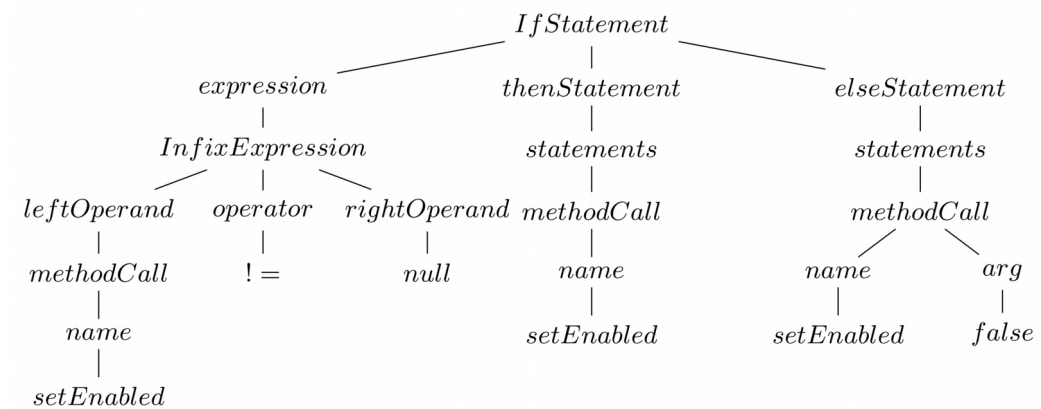 IfStatement
expression thenStatement elseStatement
InfixExpression statements statements
leftOperand operator rightOperand methodCall methodCall
methodCall != null name name arg
name setEnabled setEnabled false
setEnabled